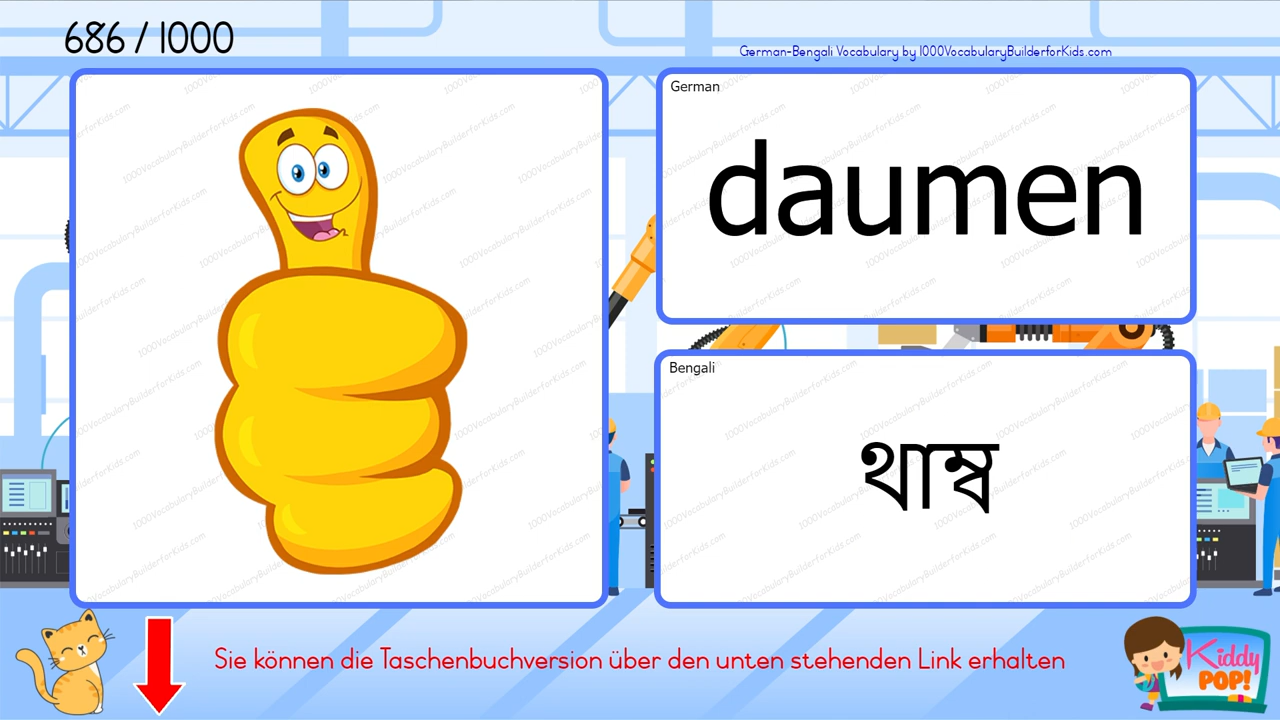 686 / 1000
German-Bengali Vocabulary by 1000VocabularyBuilderforKids.com
German
daumen
Bengali
থাম্ব
Sie können die Taschenbuchversion über den unten stehenden Link erhalten
Kiddy
POP!